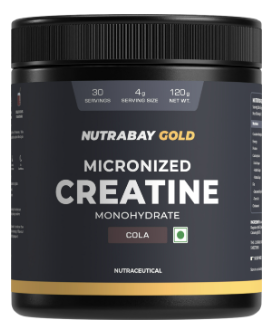 30 4g 120g
SERVINGS SERVING SIZE NET WT.
NUTRABAY GOLD
MICRONIZED
CREATINE
MONOHYDRATE
COLA
NUTRACEUTICAL